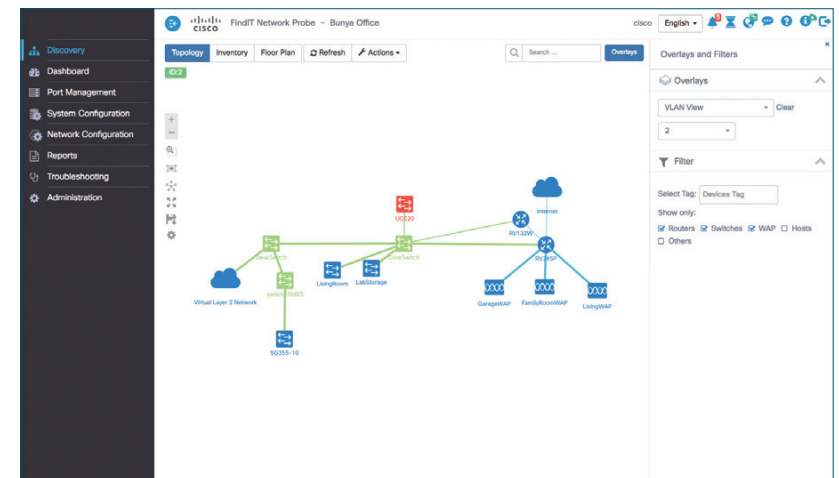 CISCO FindIT Network Probe - Bunya Office
cisco English
Discovery
Dashboard
Port Management
System Configuration
Network Configuration
Reports
Troubleshooting
Administration
Topology Inventory Floor Plan Refresh Actions
Search ... Overlays
ID:2
UC520
Internet
RV132W
DeskSwitch
CoreSwitch
RV345P
LivingRoom
LabStorage
Virtual Layer 2 Network
GarageWAP
FamilyRoomWAP
LivingWAP
SG355-10
Overlays and Filters
Overlays
VLAN View Clear
2
Filter
Select Tag: Devices Tag
Show only:
Routers Switches WAP Hosts
Others